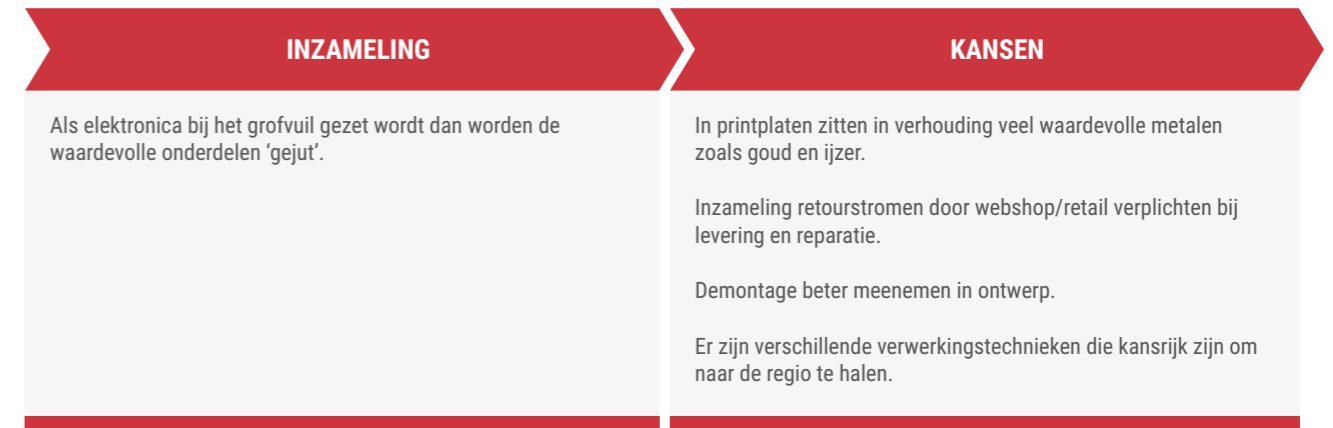 INZAMELING
Als elektronica bij het grofvuil gezet wordt dan worden de
waardevolle onderdelen ‘gejut’.
KANSEN
In printplaten zitten in verhouding veel waardevolle metalen
zoals goud en ijzer.
Inzameling retourstromen door webshop/retail verplichten bij
levering en reparatie.
Demontage beter meenemen in ontwerp.
Er zijn verschillende verwerkingstechnieken die kansrijk zijn om
naar de regio te halen.